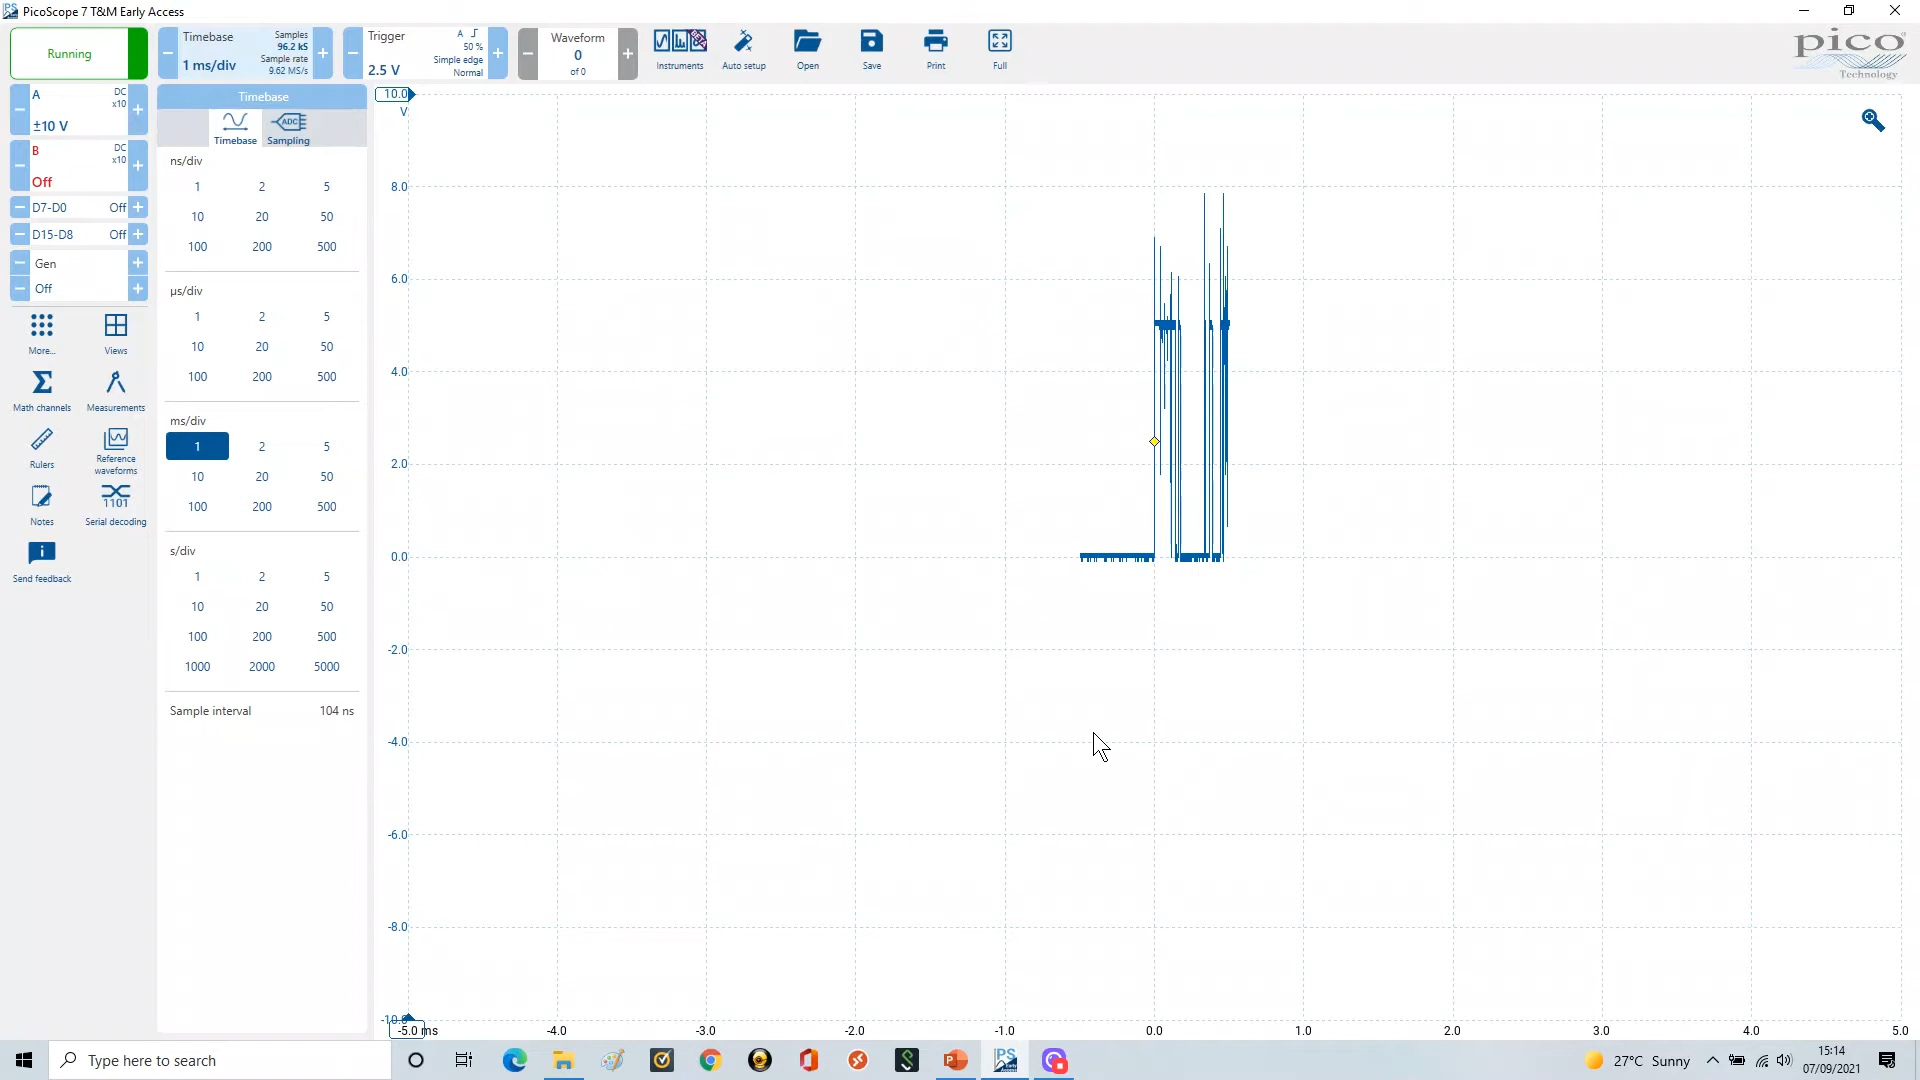 PicoScope 7 T&M Early Access
Running
Timebase
1 ms/div
Samples
96.2 kS
Sample rate
9.62 MS/s
Trigger
2.5 V
A
50 %
Simple edge
Normal
Waveform
0
of 0
Instruments
Auto setup
Open
Save
Print
Full
pico
Technology
A
DC
x10
±10 V
B
DC
x10
Off
D7-D0 Off
D15-D8 Off
Gen
Off
More...
Views
Math channels
Measurements
Rulers
Reference
waveforms
Notes
1101
Serial decoding
Send feedback
Timebase
Timebase
ADC
Sampling
ns/div
1 2 5
10 20 50
100 200 500
µs/div
1 2 5
10 20 50
100 200 500
ms/div
1 2 5
10 20 50
100 200 500
s/div
1 2 5
10 20 50
100 200 500
1000 2000 5000
Sample interval 104 ns
10.0
V
8.0
6.0
4.0
2.0
0.0
-2.0
-4.0
-6.0
-8.0
-10.0
-5.0 ms -4.0 -3.0 -2.0 -1.0 0.0 1.0 2.0 3.0 4.0 5.0
Type here to search
27°C Sunny
15:14
07/09/2021